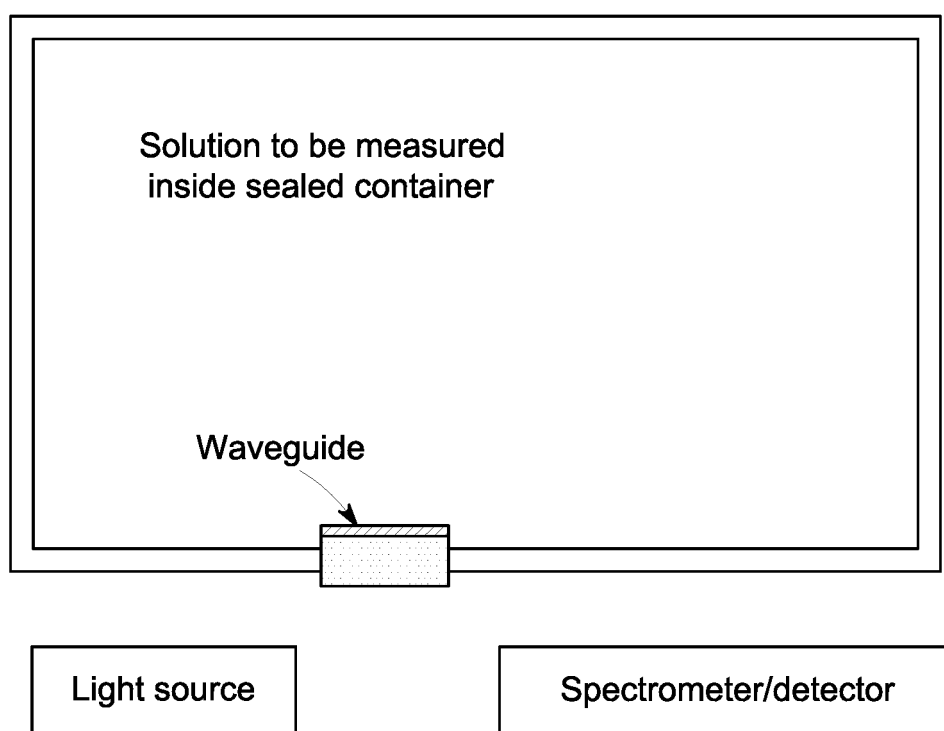 Solution to be measured
inside sealed container
Waveguide
Light source
Spectrometer/detector